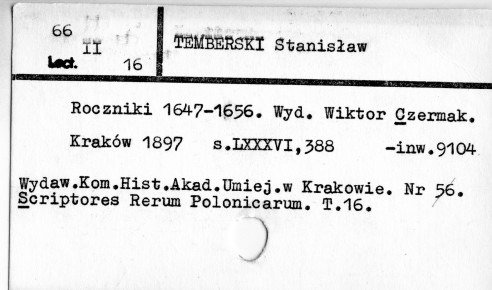 66
II
Lect. 16
TEMBERSKI Stanisław
Roczniki 1647-1656. Wyd. Wiktor Czermak.
Kraków 1897 s.LXXXVI,388 -inw.9104
Wydaw.Kom.Hist.Akad.Umiej.w Krakowie. Nr 56.
Scriptores Rerum Polonicarum. T.16.